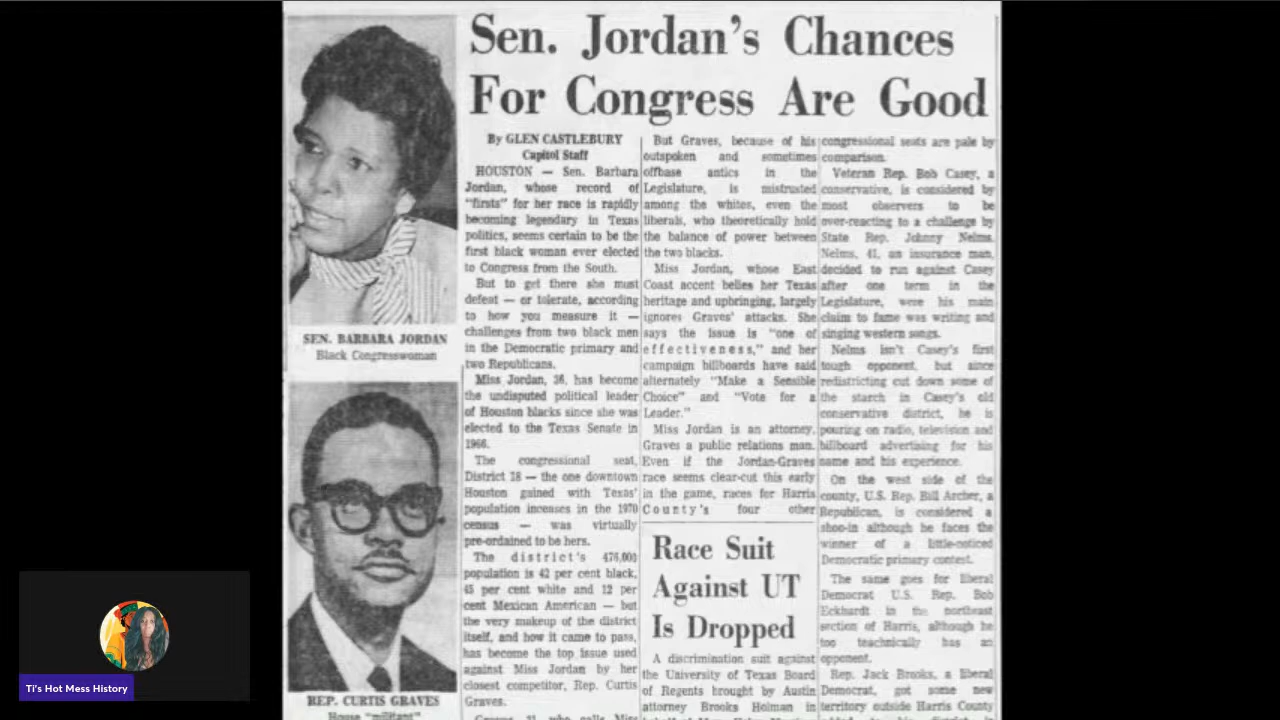 Sen. Jordan's Chances
For Congress Are Good
SEN. BARBARA JORDAN
Black Congresswoman
REP. CURTIS GRAVES
House "militant"
By GLEN CASTLEBURY
Capitol Staff
HOUSTON — Sen. Barbara
Jordan, whose record of
"firsts" for her race is rapidly
becoming legendary in Texas
politics, seems certain to be the
first black woman ever elected
to Congress from the South.
But to get there she must
defeat — or tolerate, according
to how you measure it —
challenges from two black men
in the Democratic primary and
two Republicans.
Miss Jordan, 36, has become
the undisputed political leader
of Houston blacks since she was
elected to the Texas Senate in
1966.
The congressional seat,
District 18 — the one downtown
Houston gained with Texas'
population increases in the 1970
census — was virtually
pre-ordained to be hers.
The district's 476,000
population is 42 per cent black,
45 per cent white and 12 per
cent Mexican American — but
the very makeup of the district
itself, and how it came to pass,
has become the top issue used
against Miss Jordan by her
closest competitor, Rep. Curtis
Graves.
But Graves, because of his
outspoken and sometimes
offbase antics in the
Legislature, is mistrusted
among the whites, even the
liberals, who theoretically hold
the balance of power between
the two blacks.
Miss Jordan, whose East
Coast accent belies her Texas
heritage and upbringing, largely
ignores Graves' attacks. She
says the issue is "one of
effectiveness," and her
campaign billboards have said
alternately "Make a Sensible
Choice" and "Vote for a
Leader."
Miss Jordan is an attorney,
Graves a public relations man.
Even if the Jordan-Graves
race seems clear-cut this early
in the game, races for Harris
County's four other
congressional seats are pale by
comparison.
Veteran Rep. Bob Casey, a
conservative, is considered by
most observers to be
over-reacting to a challenge by
State Rep. Johnny Nelms.
Nelms, 41, an insurance man,
decided to run against Casey
after one term in the
Legislature, were his main
claim to fame was writing and
singing western songs.
Nelms isn't Casey's first
tough opponent, but since
redistricting cut down some of
the starch in Casey's old
conservative district, he is
pouring on radio, television and
billboard advertising for his
name and his experience.
On the west side of the
county, U.S. Rep. Bill Archer, a
Republican, is considered a
shoo-in although he faces the
winner of a little-noticed
Democratic primary contest.
The same goes for liberal
Democrat U.S. Rep. Bob
Eckhardt in the northeast
section of Harris, although he
too teachnically has an
opponent.
Rep. Jack Brooks, a liberal
Democrat, got some new
territory outside Harris County
Race Suit
Against UT
Is Dropped
A discrimination suit against
the University of Texas Board
of Regents brought by Austin
attorney Brooks Holman in
Ti's Hot Mess History